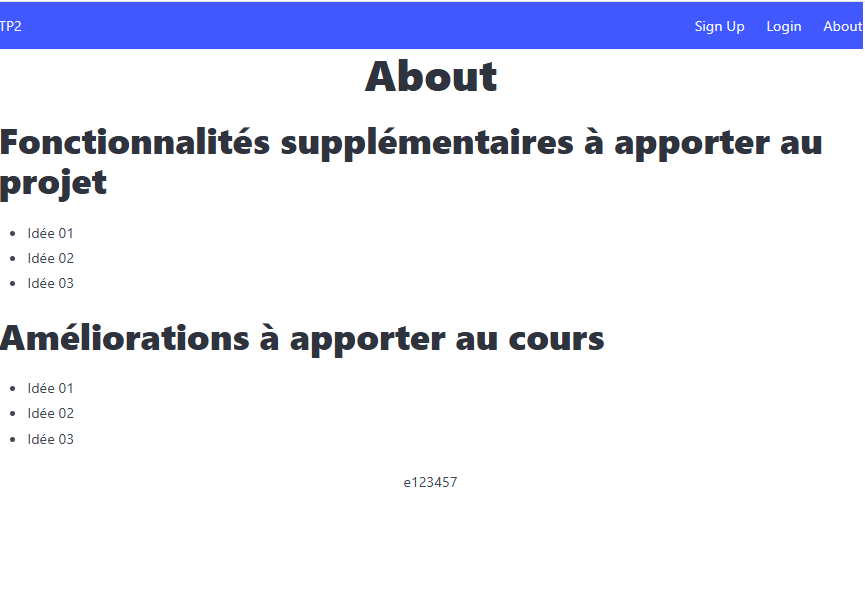 TP2 Sign Up Login About
About
Fonctionnalités supplémentaires à apporter au
projet
Idée 01
Idée 02
Idée 03
Améliorations à apporter au cours
Idée 01
Idée 02
Idée 03
e123457